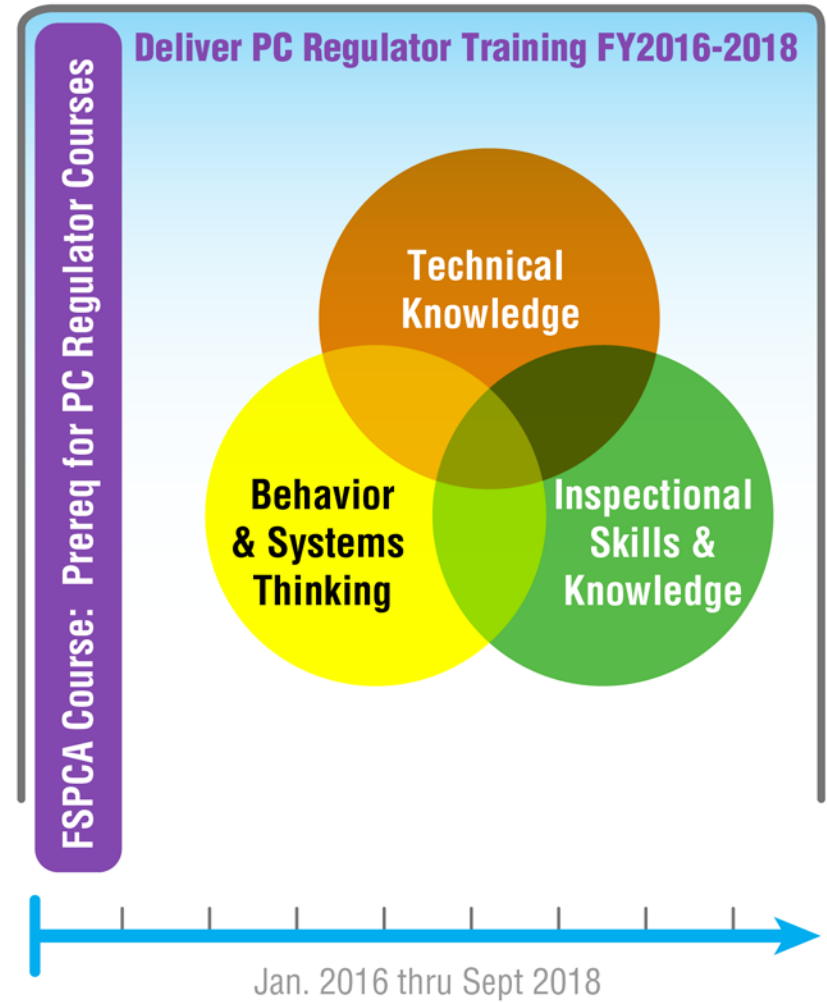 Deliver PC Regulator Training FY2016-2018
FSPCA Course: Prereq for PC Regulator Courses
Technical
Knowledge
Behavior
& Systems
Thinking
Inspectional
Skills &
Knowledge
Jan. 2016 thru Sept 2018